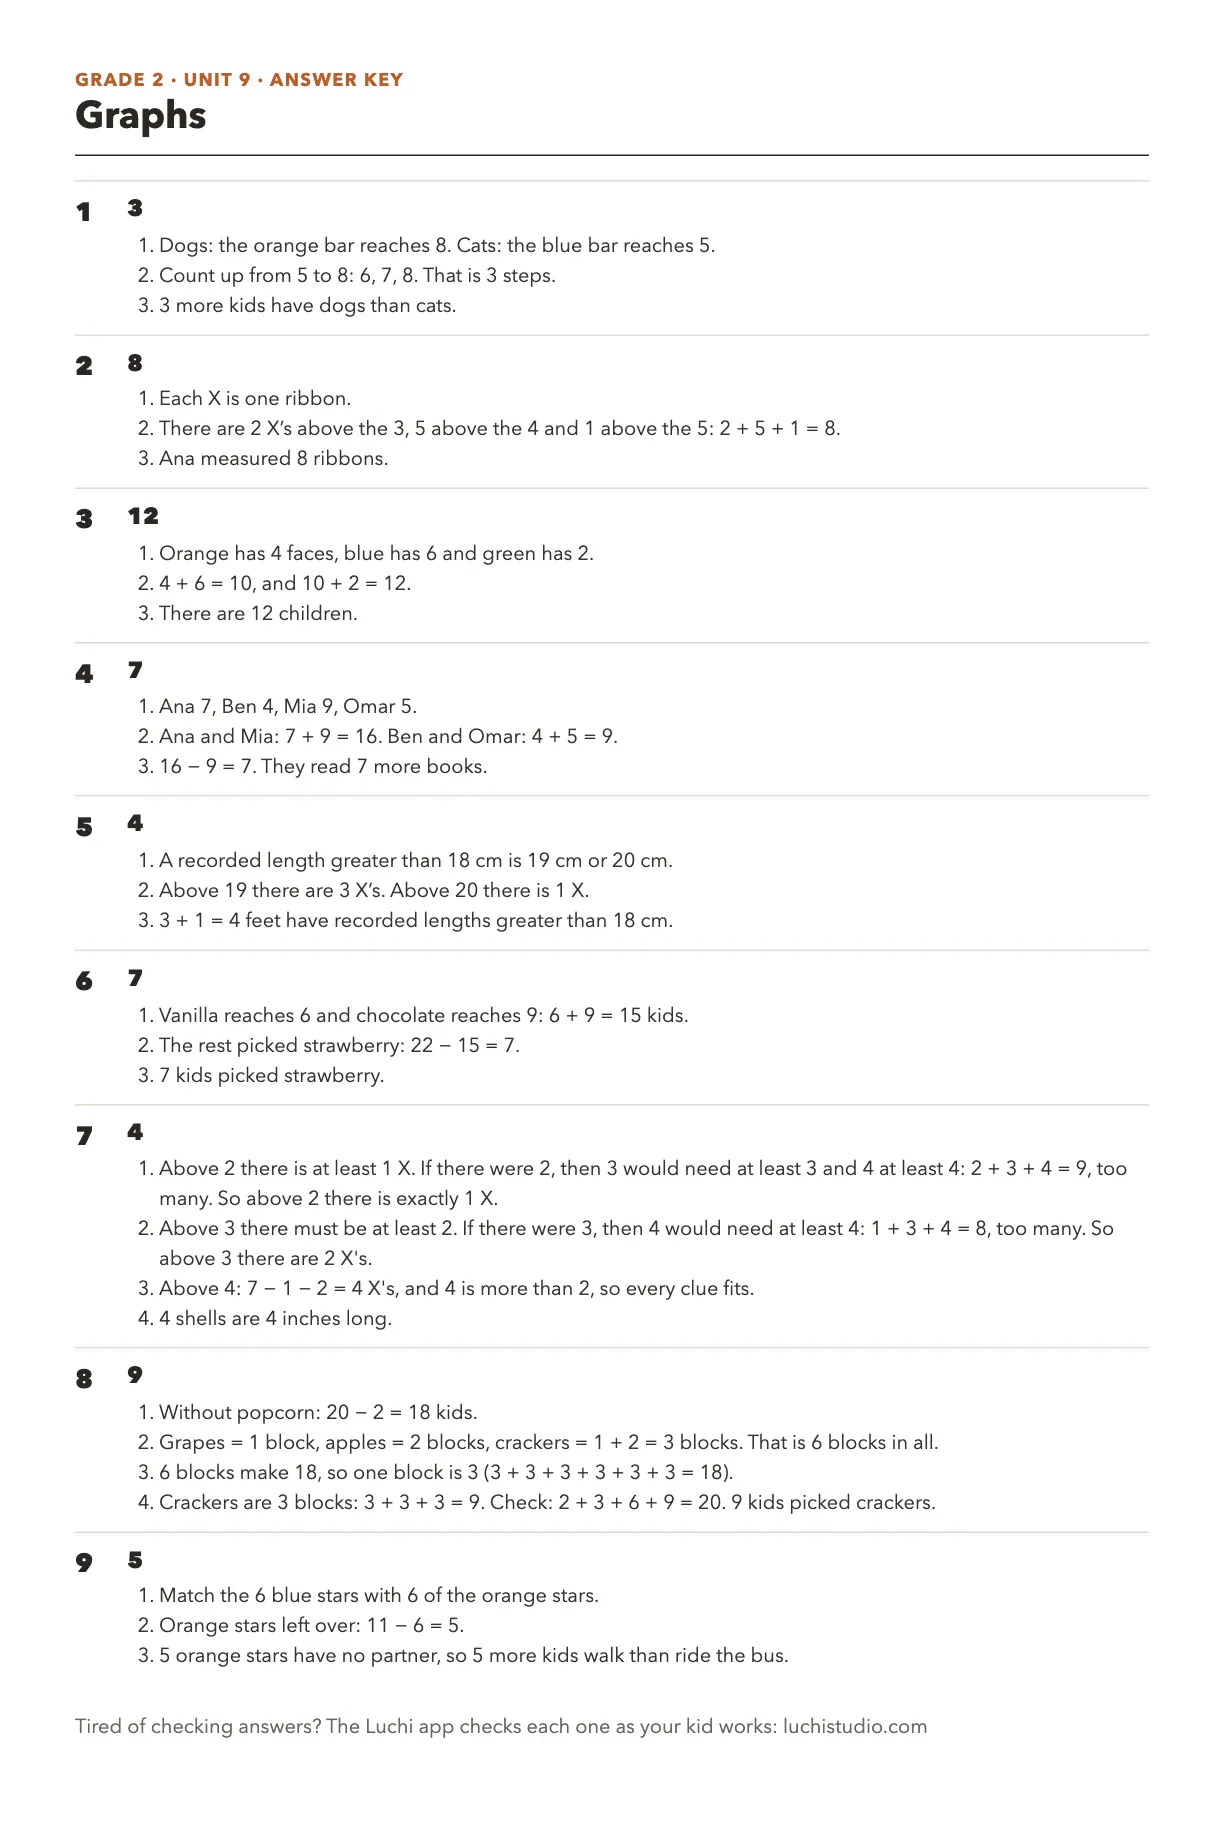 GRADE 2 · UNIT 9 · ANSWER KEY
Graphs
1 3
1. Dogs: the orange bar reaches 8. Cats: the blue bar reaches 5.
2. Count up from 5 to 8: 6, 7, 8. That is 3 steps.
3. 3 more kids have dogs than cats.
2 8
1. Each X is one ribbon.
2. There are 2 X’s above the 3, 5 above the 4 and 1 above the 5: 2 + 5 + 1 = 8.
3. Ana measured 8 ribbons.
3 12
1. Orange has 4 faces, blue has 6 and green has 2.
2. 4 + 6 = 10, and 10 + 2 = 12.
3. There are 12 children.
4 7
1. Ana 7, Ben 4, Mia 9, Omar 5.
2. Ana and Mia: 7 + 9 = 16. Ben and Omar: 4 + 5 = 9.
3. 16 − 9 = 7. They read 7 more books.
5 4
1. A recorded length greater than 18 cm is 19 cm or 20 cm.
2. Above 19 there are 3 X’s. Above 20 there is 1 X.
3. 3 + 1 = 4 feet have recorded lengths greater than 18 cm.
6 7
1. Vanilla reaches 6 and chocolate reaches 9: 6 + 9 = 15 kids.
2. The rest picked strawberry: 22 − 15 = 7.
3. 7 kids picked strawberry.
7 4
1. Above 2 there is at least 1 X. If there were 2, then 3 would need at least 3 and 4 at least 4: 2 + 3 + 4 = 9, too
many. So above 2 there is exactly 1 X.
2. Above 3 there must be at least 2. If there were 3, then 4 would need at least 4: 1 + 3 + 4 = 8, too many. So
above 3 there are 2 X's.
3. Above 4: 7 − 1 − 2 = 4 X's, and 4 is more than 2, so every clue fits.
4. 4 shells are 4 inches long.
8 9
1. Without popcorn: 20 − 2 = 18 kids.
2. Grapes = 1 block, apples = 2 blocks, crackers = 1 + 2 = 3 blocks. That is 6 blocks in all.
3. 6 blocks make 18, so one block is 3 (3 + 3 + 3 + 3 + 3 + 3 = 18).
4. Crackers are 3 blocks: 3 + 3 + 3 = 9. Check: 2 + 3 + 6 + 9 = 20. 9 kids picked crackers.
9 5
1. Match the 6 blue stars with 6 of the orange stars.
2. Orange stars left over: 11 − 6 = 5.
3. 5 orange stars have no partner, so 5 more kids walk than ride the bus.
Tired of checking answers? The Luchi app checks each one as your kid works: luchistudio.com